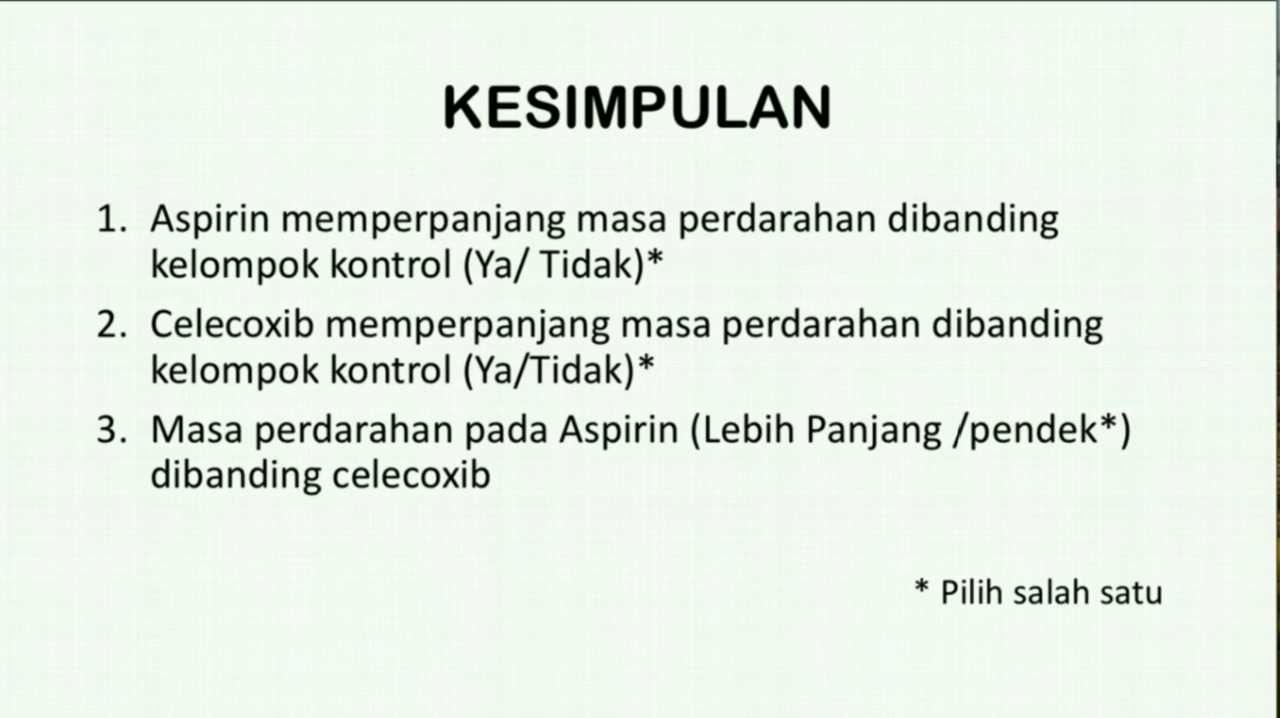 KESIMPULAN
1. Aspirin memperpanjang masa perdarahan dibanding
kelompok kontrol (Ya/ Tidak)*
2. Celecoxib memperpanjang masa perdarahan dibanding
kelompok kontrol (Ya/Tidak)*
3. Masa perdarahan pada Aspirin (Lebih Panjang /pendek*)
dibanding celecoxib
* Pilih salah satu